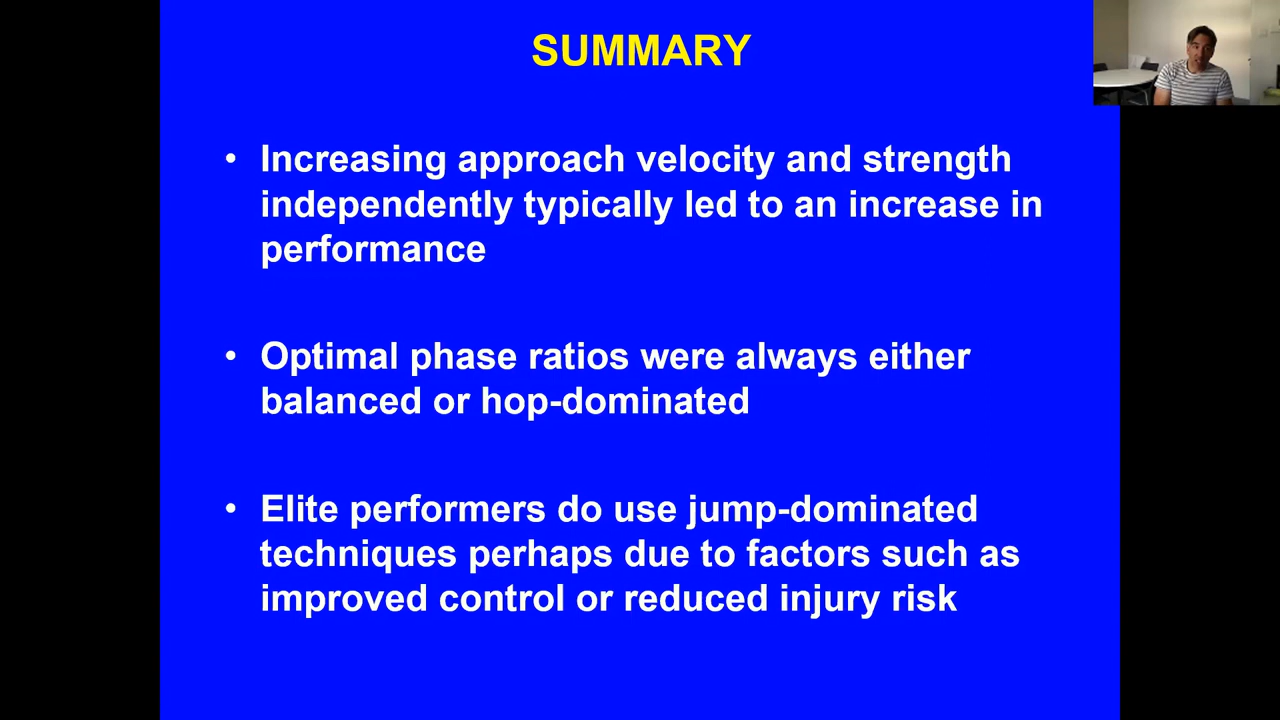 SUMMARY
• Increasing approach velocity and strength
independently typically led to an increase in
performance
• Optimal phase ratios were always either
balanced or hop-dominated
• Elite performers do use jump-dominated
techniques perhaps due to factors such as
improved control or reduced injury risk